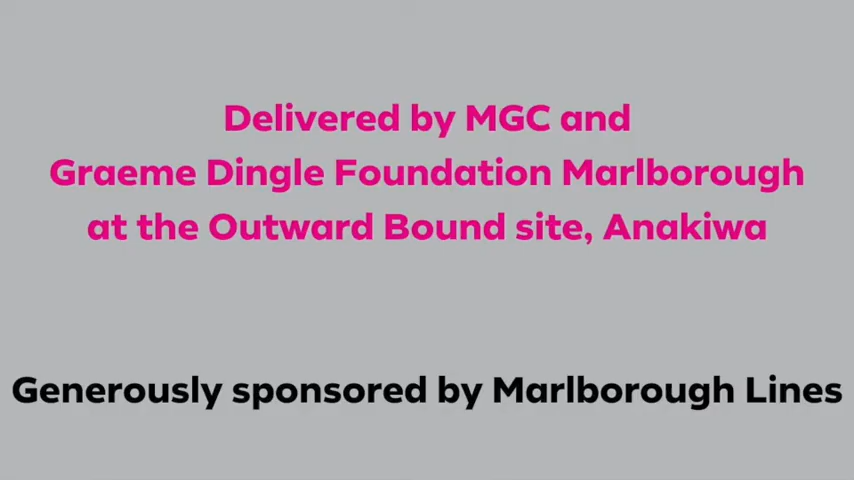 Delivered by MGC and
Graeme Dingle Foundation Marlborough
at the Outward Bound site, Anakiwa
Generously sponsored by Marlborough Lines